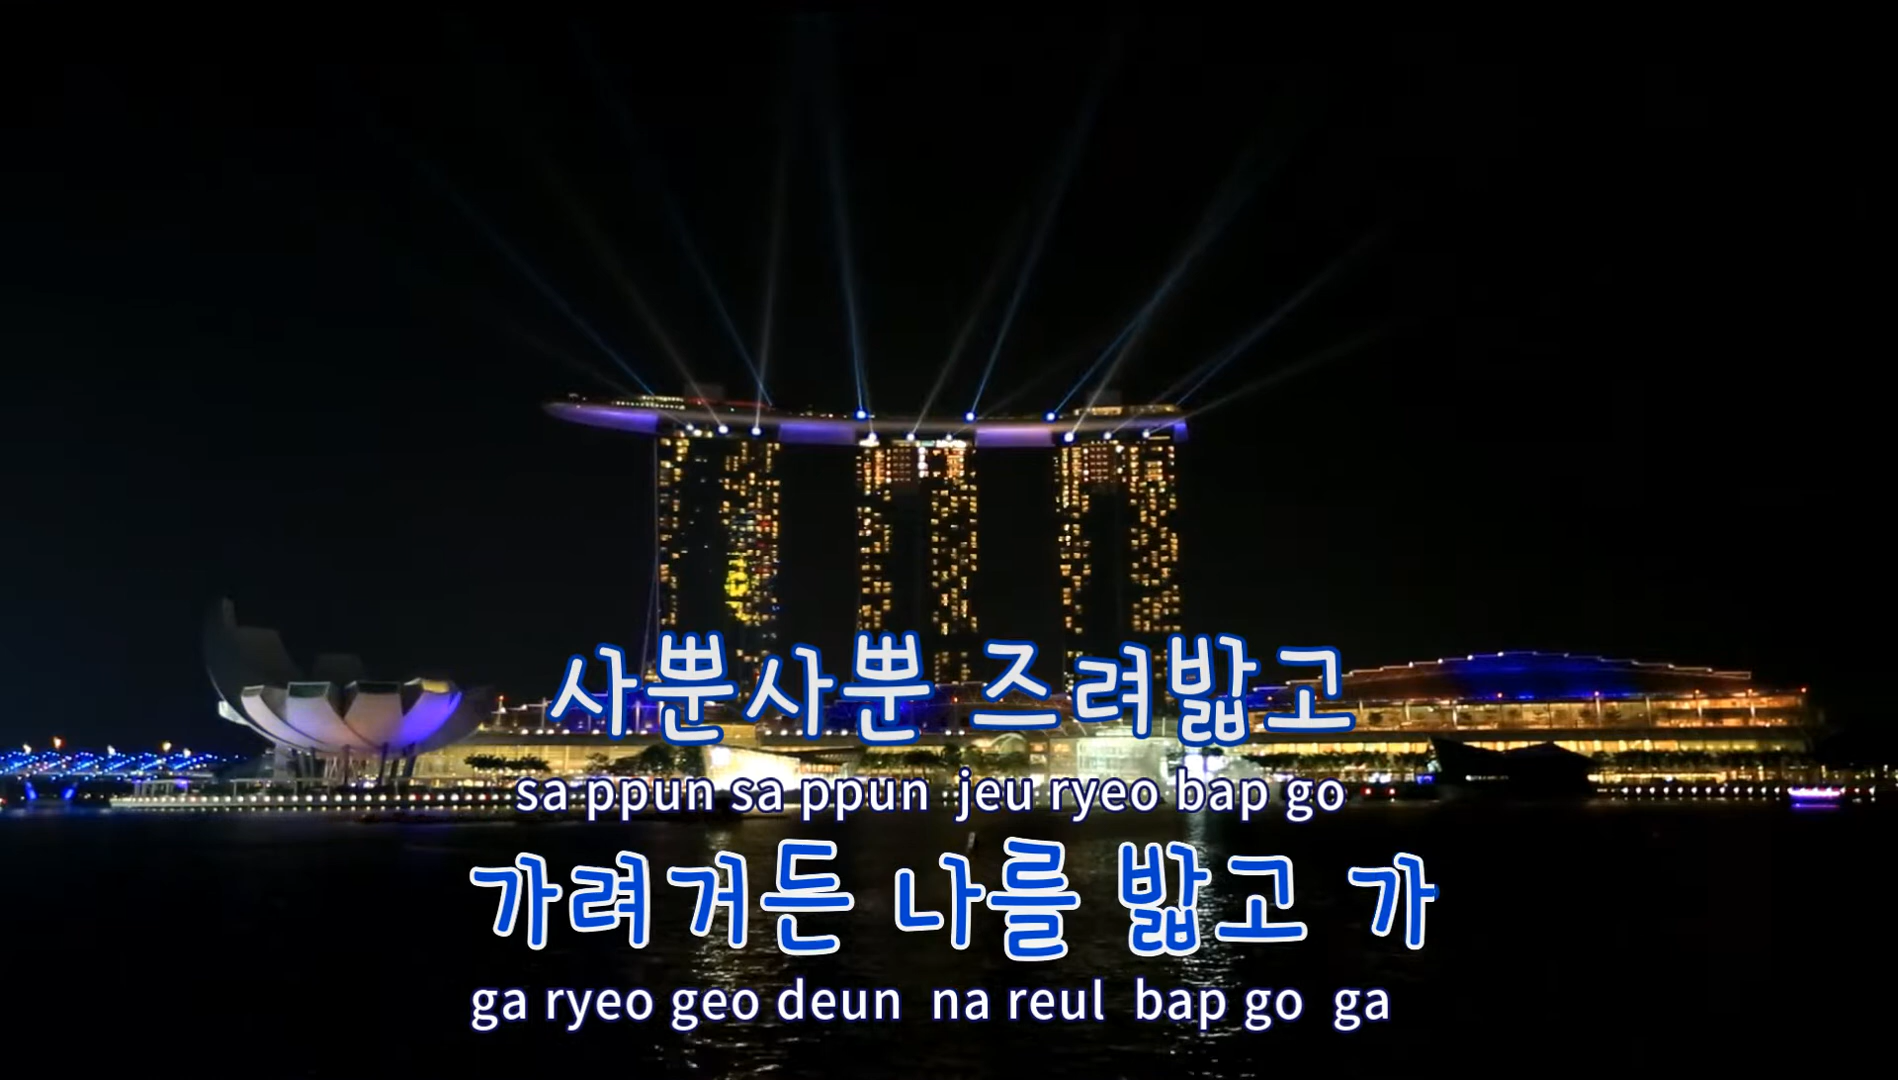 사뿐사뿐 즈려밟고
sa ppun sa ppun jeu ryeo bap go
가려거든 나를 밟고 가
ga ryeo geo deun na reul bap go ga